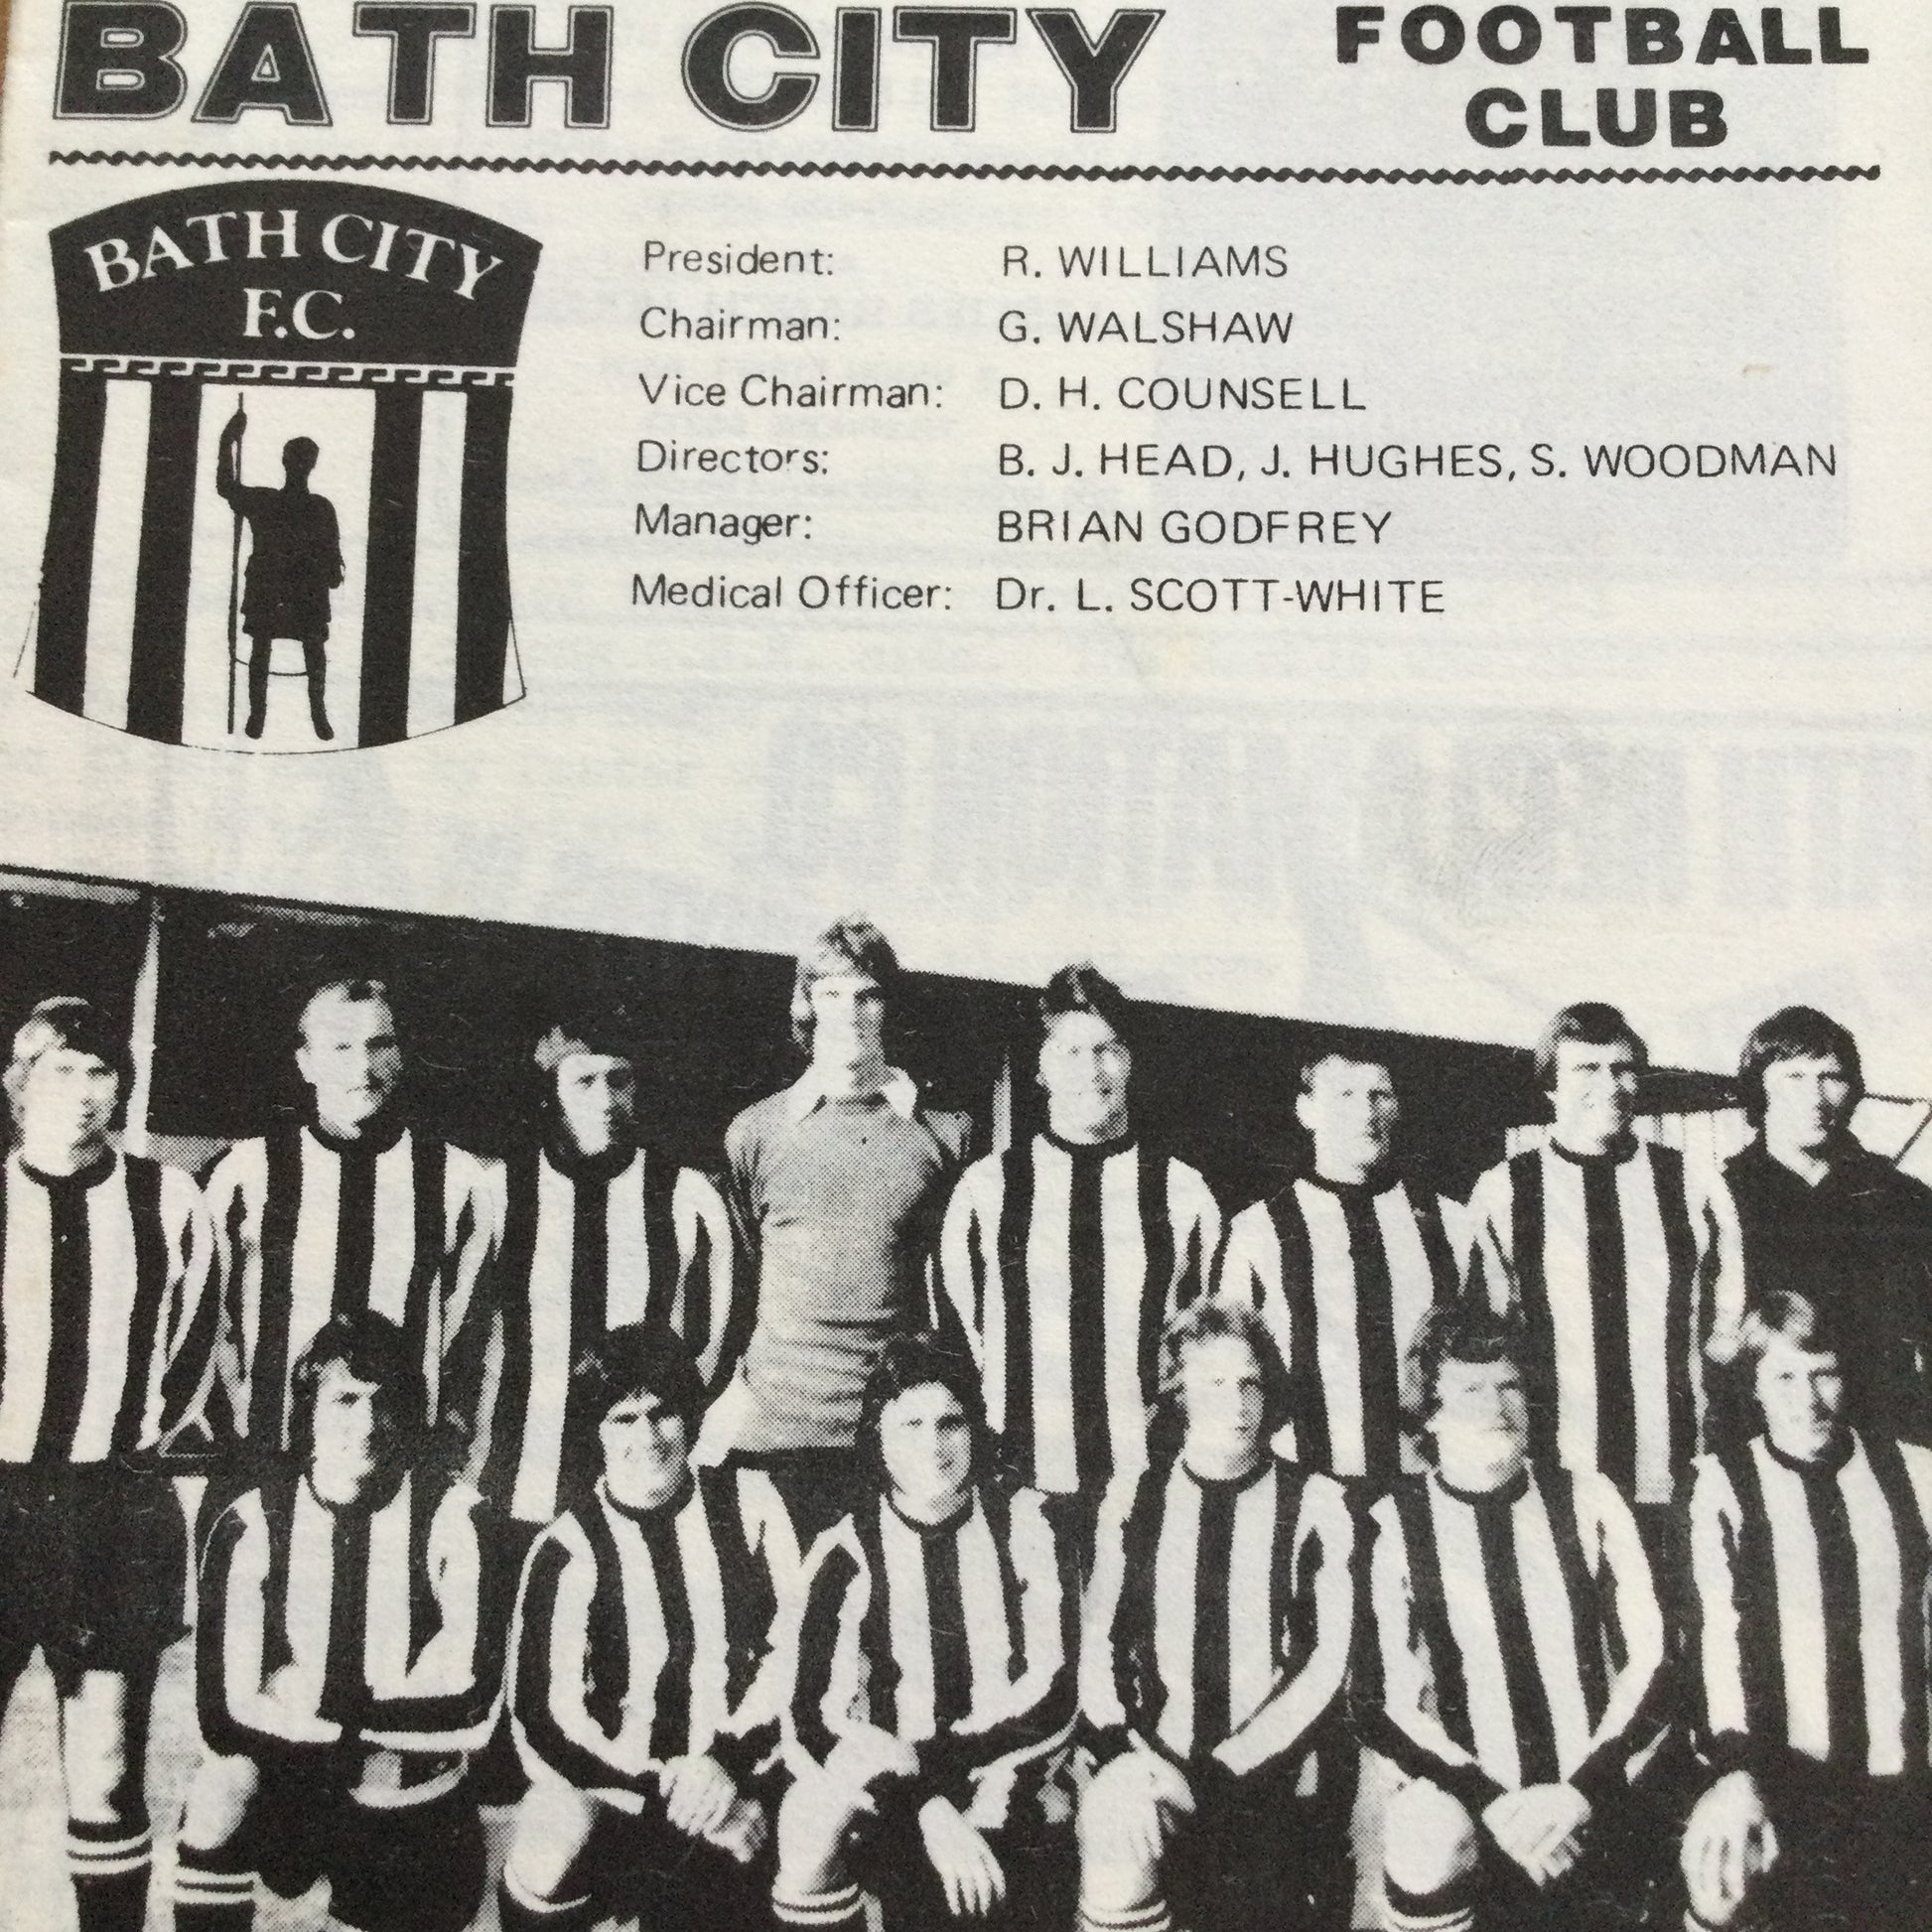 BATH CITY
FOOTBALL
CLUB
BATH CITY
F.C.
President: R. WILLIAMS
Chairman: G. WALSHAW
Vice Chairman: D. H. COUNSELL
Directors: B. J. HEAD, J. HUGHES, S. WOODMAN
Manager: BRIAN GODFREY
Medical Officer: Dr. L. SCOTT-WHITE